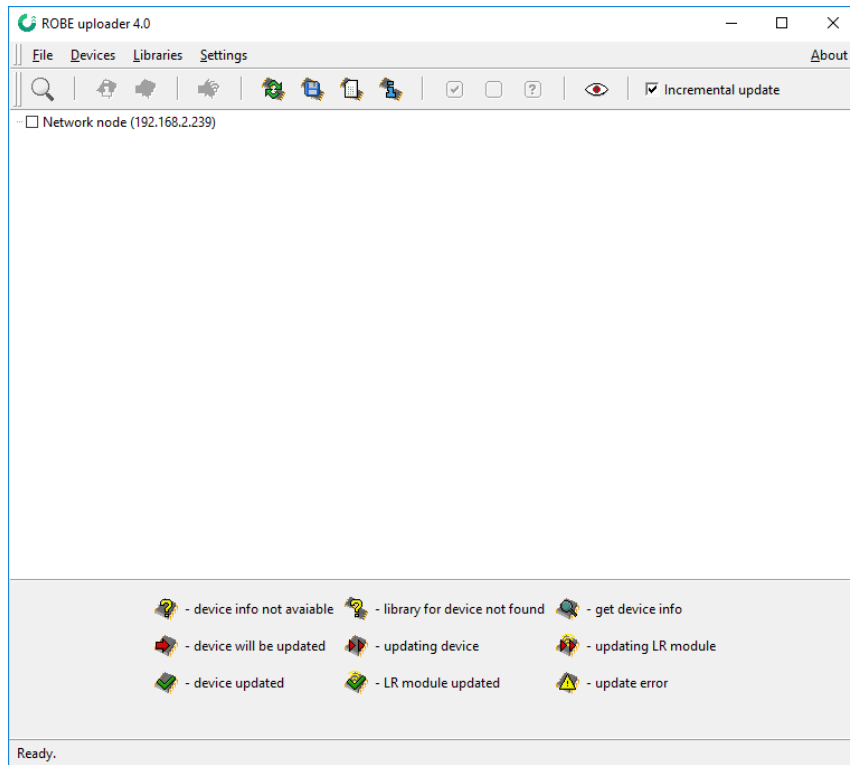 ROBE uploader 4.0
File Devices Libraries Settings About
Incremental update
Network node (192.168.2.239)
- device info not avaiable - library for device not found - get device info
- device will be updated - updating device - updating LR module
- device updated - LR module updated - update error
Ready.